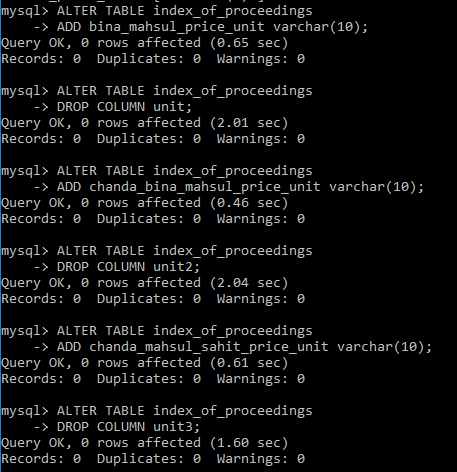 mysql> ALTER TABLE index_of_proceedings
    -> ADD bina_mahsul_price_unit varchar(10);
Query OK, 0 rows affected (0.65 sec)
Records: 0  Duplicates: 0  Warnings: 0

mysql> ALTER TABLE index_of_proceedings
    -> DROP COLUMN unit;
Query OK, 0 rows affected (2.01 sec)
Records: 0  Duplicates: 0  Warnings: 0

mysql> ALTER TABLE index_of_proceedings
    -> ADD chanda_bina_mahsul_price_unit varchar(10);
Query OK, 0 rows affected (0.46 sec)
Records: 0  Duplicates: 0  Warnings: 0

mysql> ALTER TABLE index_of_proceedings
    -> DROP COLUMN unit2;
Query OK, 0 rows affected (2.04 sec)
Records: 0  Duplicates: 0  Warnings: 0

mysql> ALTER TABLE index_of_proceedings
    -> ADD chanda_mahsul_sahit_price_unit varchar(10);
Query OK, 0 rows affected (0.61 sec)
Records: 0  Duplicates: 0  Warnings: 0

mysql> ALTER TABLE index_of_proceedings
    -> DROP COLUMN unit3;
Query OK, 0 rows affected (1.60 sec)
Records: 0  Duplicates: 0  Warnings: 0